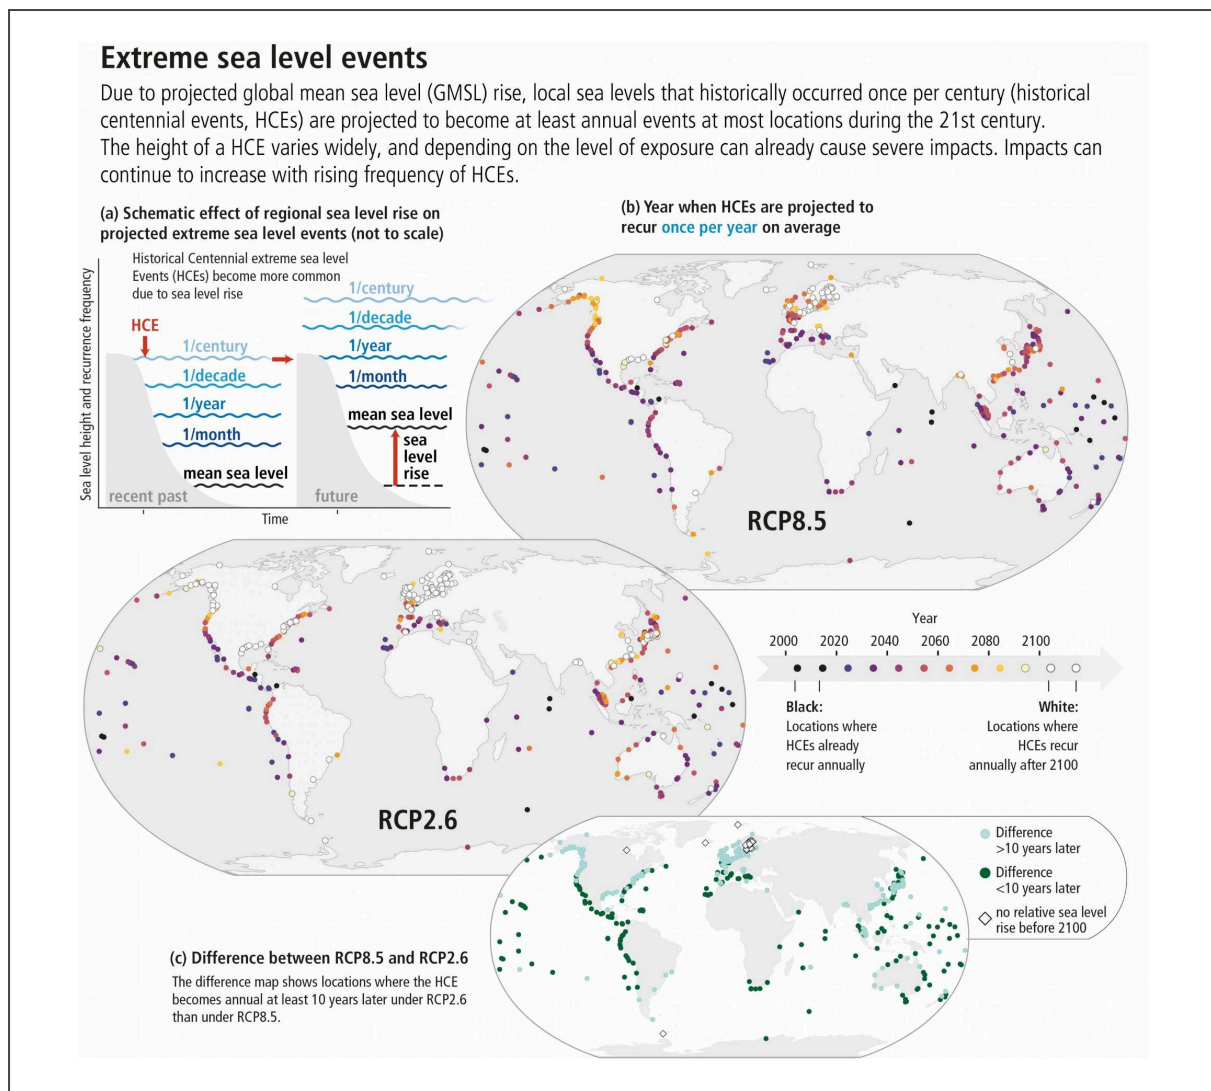 Extreme sea level events
Due to projected global mean sea level (GMSL) rise, local sea levels that historically occurred once per century (historical
centennial events, HCEs) are projected to become at least annual events at most locations during the 21st century.
The height of a HCE varies widely, and depending on the level of exposure can already cause severe impacts. Impacts can
continue to increase with rising frequency of HCEs.
(a) Schematic effect of regional sea level rise on
projected extreme sea level events (not to scale)
Historical Centennial extreme sea level
Events (HCEs) become more common
due to sea level rise
Sea level height and recurrence frequency
HCE
1/century
1/decade
1/year
1/month
mean sea level
recent past
1/century
1/decade
1/year
1/month
mean sea level
sea
level
rise
future
Time
(b) Year when HCEs are projected to
recur once per year on average
RCP8.5
RCP2.6
Year
2000 2020 2040 2060 2080 2100
Black:
Locations where
HCEs already
recur annually
White:
Locations where
HCEs recur
annually after 2100
Difference
>10 years later
Difference
<10 years later
no relative sea level
rise before 2100
(c) Difference between RCP8.5 and RCP2.6
The difference map shows locations where the HCE
becomes annual at least 10 years later under RCP2.6
than under RCP8.5.